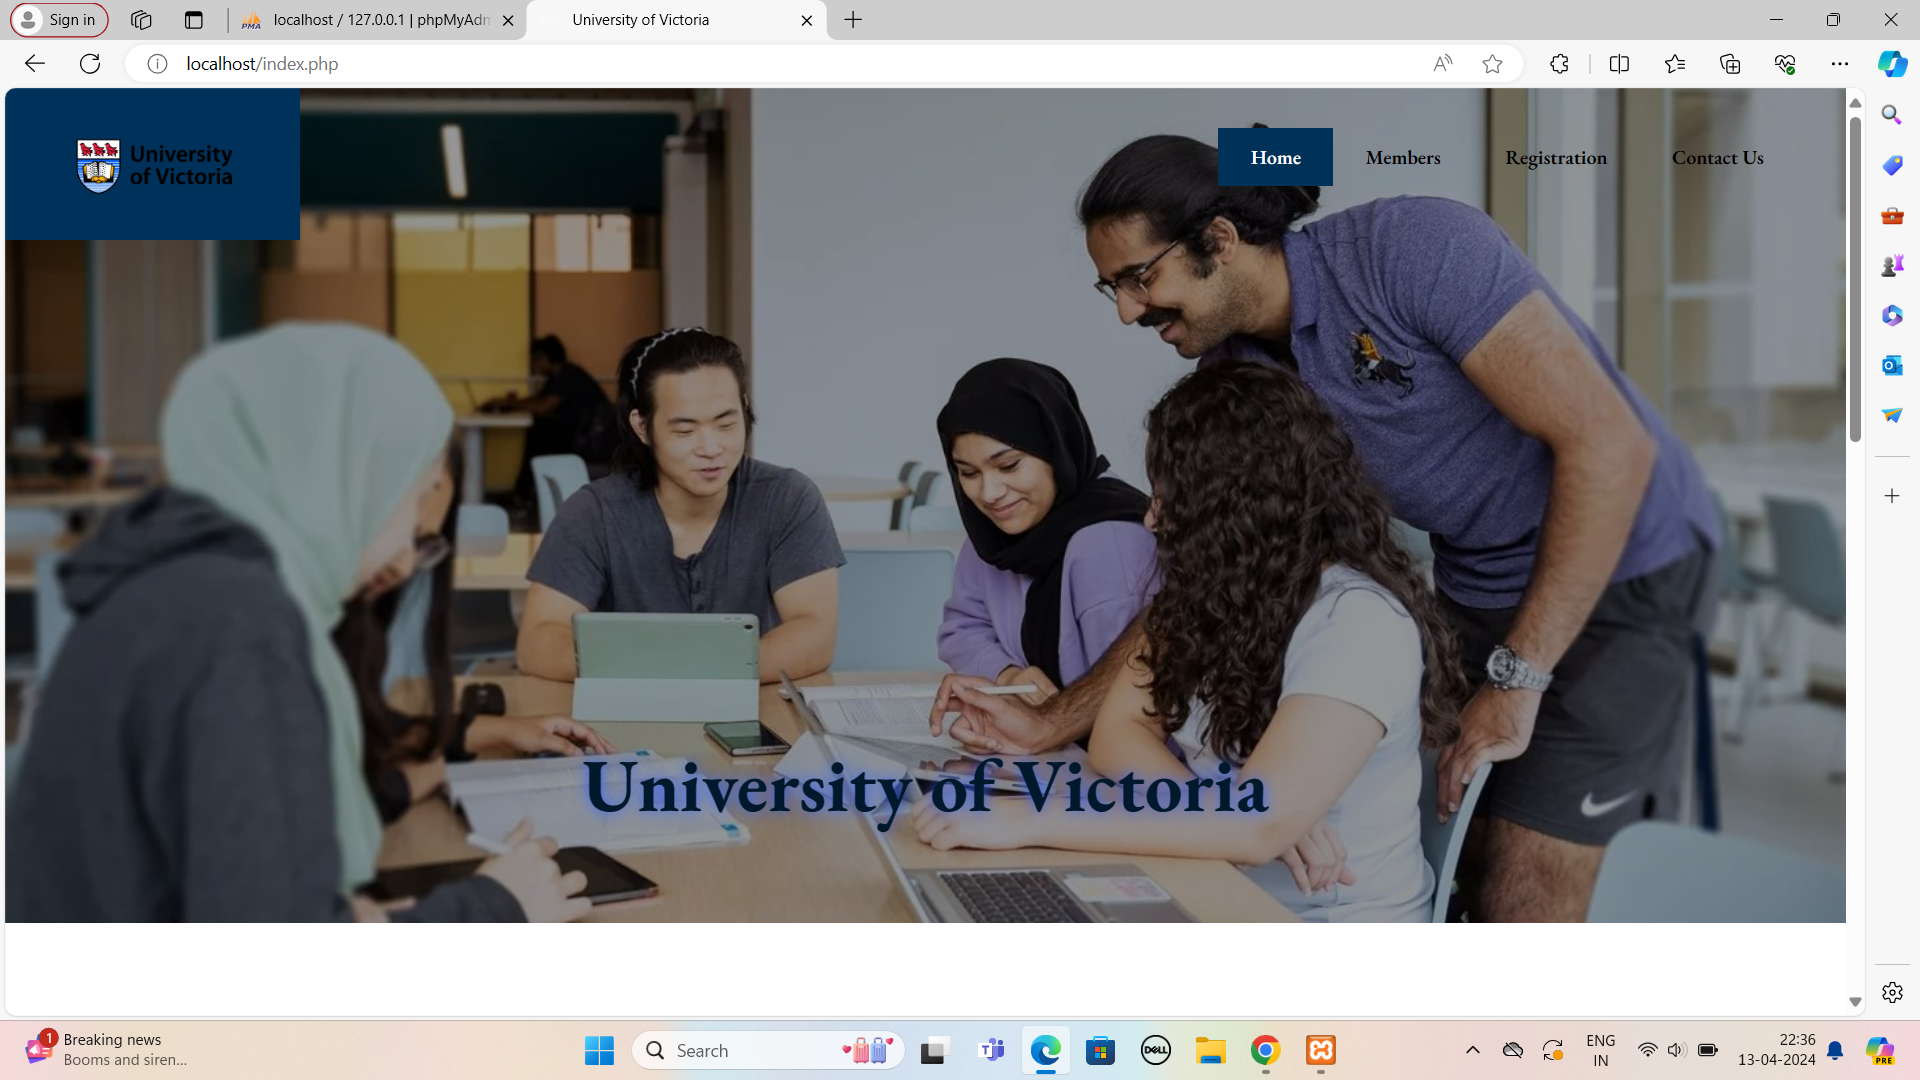 Sign in
localhost / 127.0.0.1 | phpMyAdm
University of Victoria
localhost/index.php
University
of Victoria
Home
Members
Registration
Contact Us
University of Victoria
1
Breaking news
Booms and siren...
Search
DELL
ENG
IN
22:36
13-04-2024
PRE